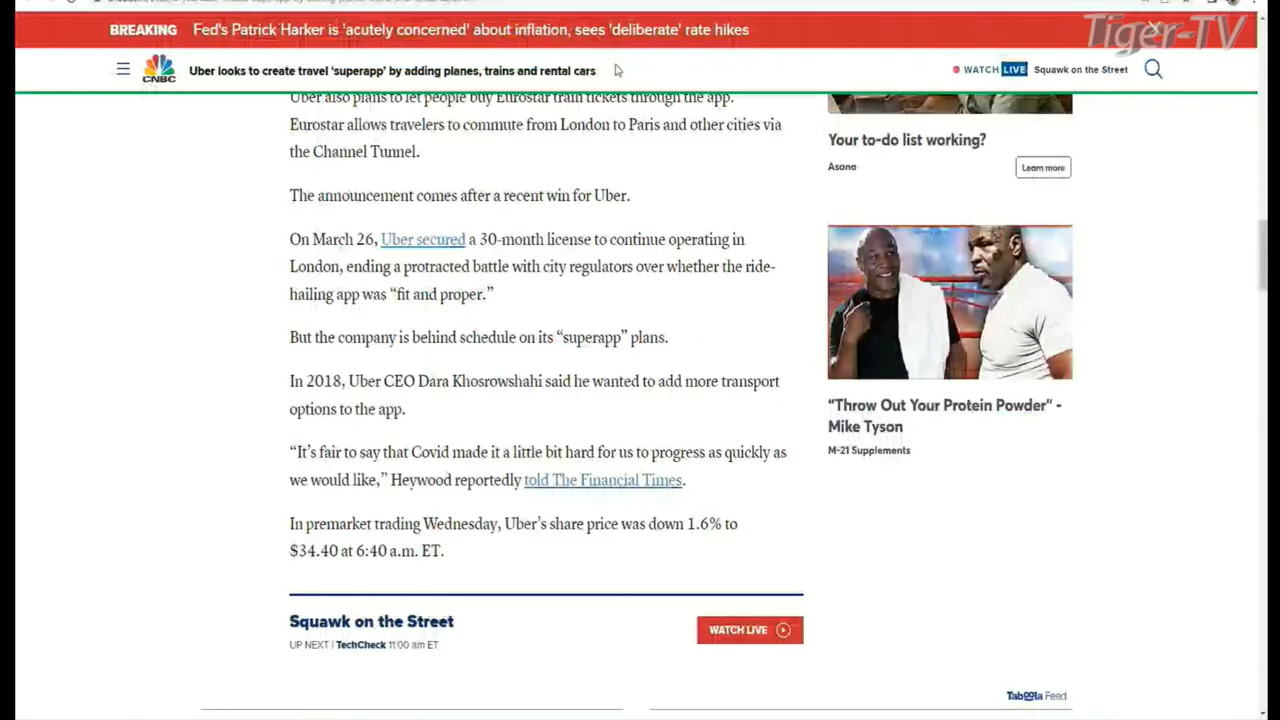 BREAKING Fed's Patrick Harker is 'acutely concerned' about inflation, sees 'deliberate' rate hikes
Tiger-TV
CNBC
Uber looks to create travel 'superapp' by adding planes, trains and rental cars
WATCH LIVE Squawk on the Street
Uber also plans to let people buy Eurostar train tickets through the app.
Eurostar allows travelers to commute from London to Paris and other cities via
the Channel Tunnel.
The announcement comes after a recent win for Uber.
On March 26, Uber secured a 30-month license to continue operating in
London, ending a protracted battle with city regulators over whether the ride-
hailing app was “fit and proper.”
But the company is behind schedule on its “superapp” plans.
In 2018, Uber CEO Dara Khosrowshahi said he wanted to add more transport
options to the app.
“It’s fair to say that Covid made it a little bit hard for us to progress as quickly as
we would like,” Heywood reportedly told The Financial Times.
In premarket trading Wednesday, Uber’s share price was down 1.6% to
$34.40 at 6:40 a.m. ET.
Squawk on the Street
UP NEXT | TechCheck 11:00 am ET
WATCH LIVE
Your to-do list working?
Asana
Learn more
“Throw Out Your Protein Powder” -
Mike Tyson
M-21 Supplements
Taboola Feed